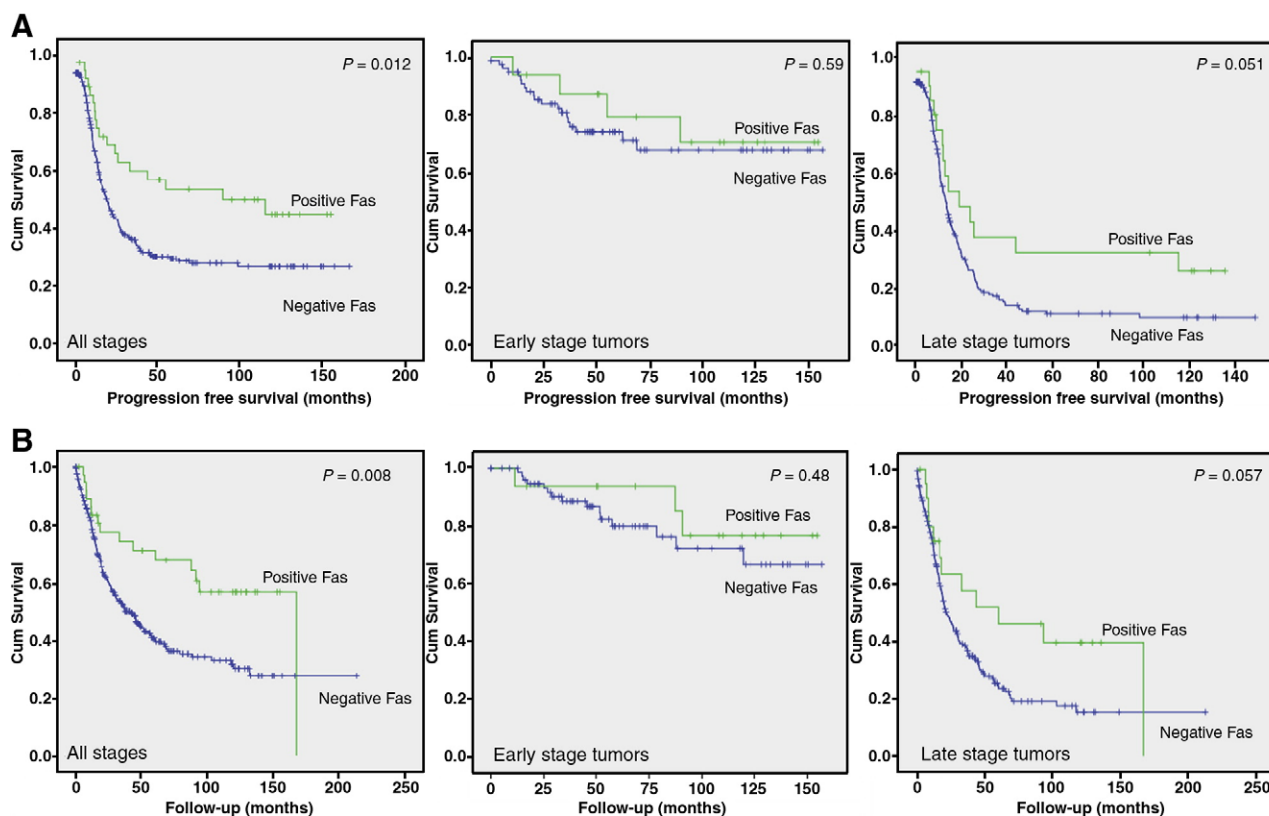 A
Cum Survival
1.0
0.8
0.6
0.4
0.2
0.0
P = 0.012
Positive Fas
Negative Fas
All stages
0 50 100 150 200
Progression free survival (months)
Cum Survival
1.0
0.8
0.6
0.4
0.2
0.0
P = 0.59
Positive Fas
Negative Fas
Early stage tumors
0 25 50 75 100 125 150
Progression free survival (months)
Cum Survival
1.0
0.8
0.6
0.4
0.2
0.0
P = 0.051
Positive Fas
Negative Fas
Late stage tumors
0 20 40 60 80 100 120 140
Progression free survival (months)
B
Cum Survival
1.0
0.8
0.6
0.4
0.2
0.0
P = 0.008
Positive Fas
Negative Fas
All stages
0 50 100 150 200 250
Follow-up (months)
Cum Survival
1.0
0.8
0.6
0.4
0.2
0.0
P = 0.48
Positive Fas
Negative Fas
Early stage tumors
0 25 50 75 100 125 150
Follow-up (months)
Cum Survival
1.0
0.8
0.6
0.4
0.2
0.0
P = 0.057
Positive Fas
Negative Fas
Late stage tumors
0 50 100 150 200 250
Follow-up (months)